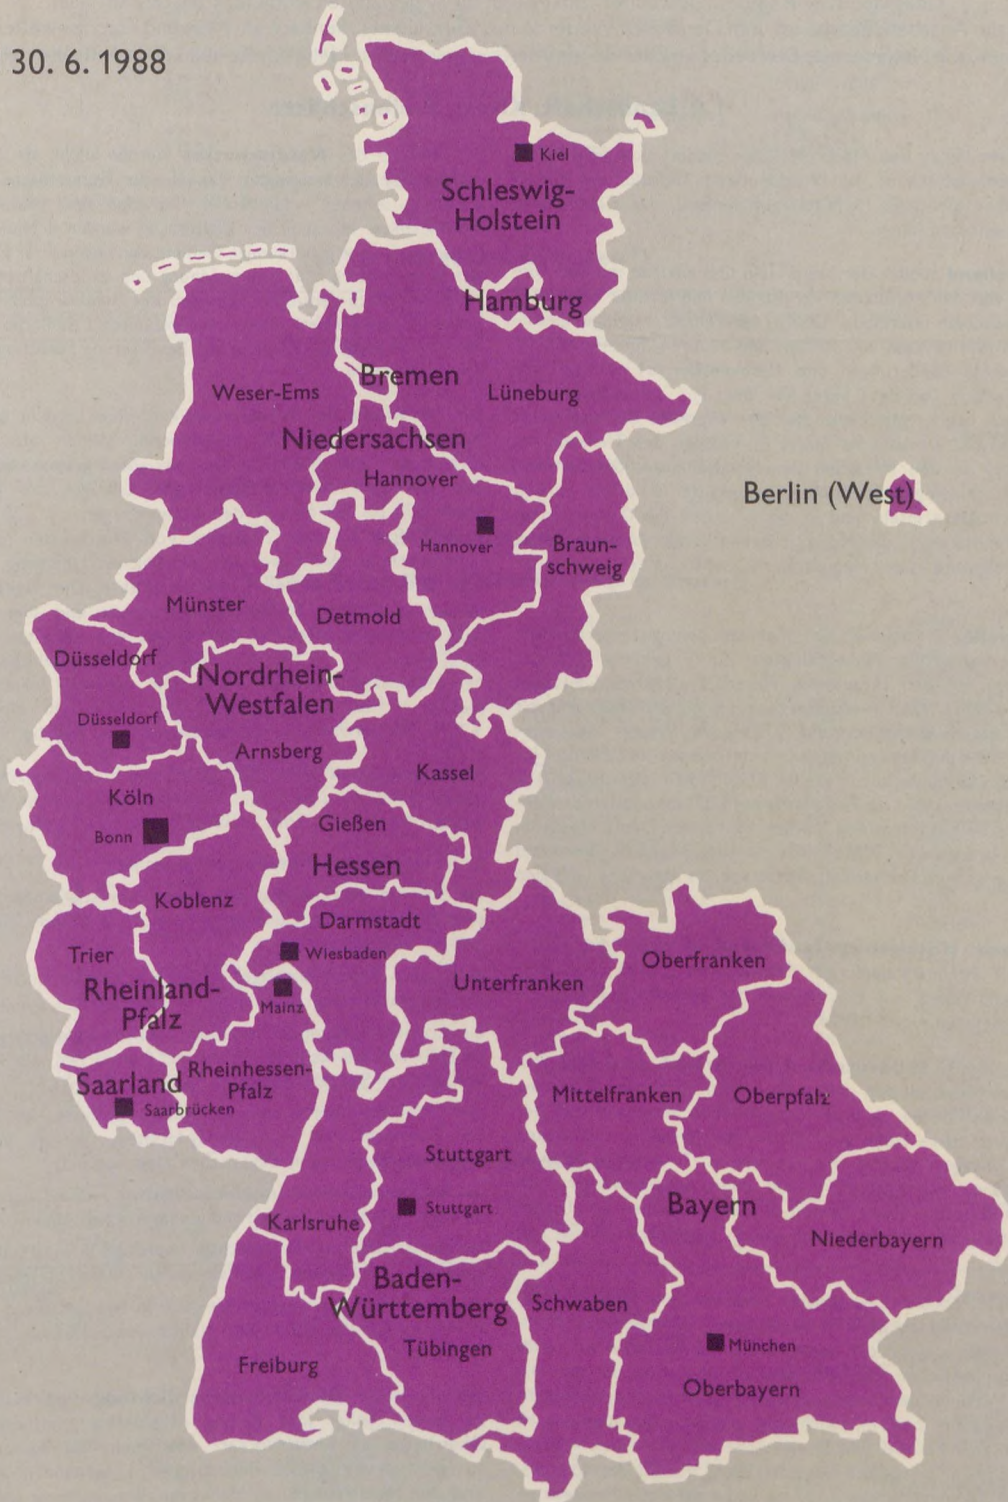 30. 6. 1988
Kiel
Schleswig-
Holstein
Hamburg
Bremen
Weser-Ems
Lüneburg
Niedersachsen
Hannover
Berlin (West)
Hannover
Braun-
schweig
Münster
Detmold
Düsseldorf
Nordrhein-
Westfalen
Düsseldorf
Arnsberg
Kassel
Köln
Gießen
Bonn
Hessen
Koblenz
Darmstadt
Trier
Wiesbaden
Oberfranken
Unterfranken
Rheinland-
Pfalz
Mainz
Rheinhessen-
Pfalz
Saarland
Saarbrücken
Mittelfranken
Oberpfalz
Stuttgart
Stuttgart
Bayern
Karlsruhe
Niederbayern
Baden-
Württemberg
Schwaben
Tübingen
München
Freiburg
Oberbayern